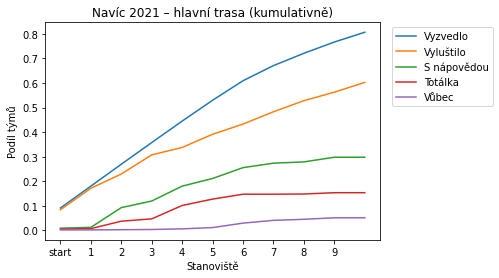 Navíc 2021 – hlavní trasa (kumulativně)
Podíl týmů
0.8
0.7
0.6
0.5
0.4
0.3
0.2
0.1
0.0
start 1 2 3 4 5 6 7 8 9
Stanoviště
Vyzvedlo
Vyluštilo
S nápovědou
Totálka
Vůbec